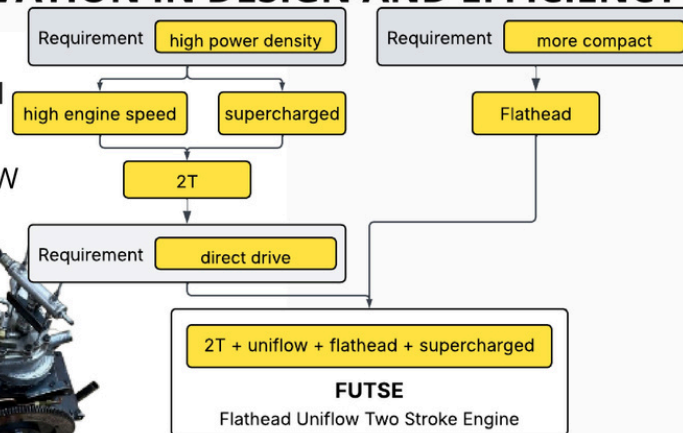 Requirement high power density
Requirement more compact
high engine speed
supercharged
Flathead
2T
Requirement direct drive
2T + uniflow + flathead + supercharged
FUTSE
Flathead Uniflow Two Stroke Engine